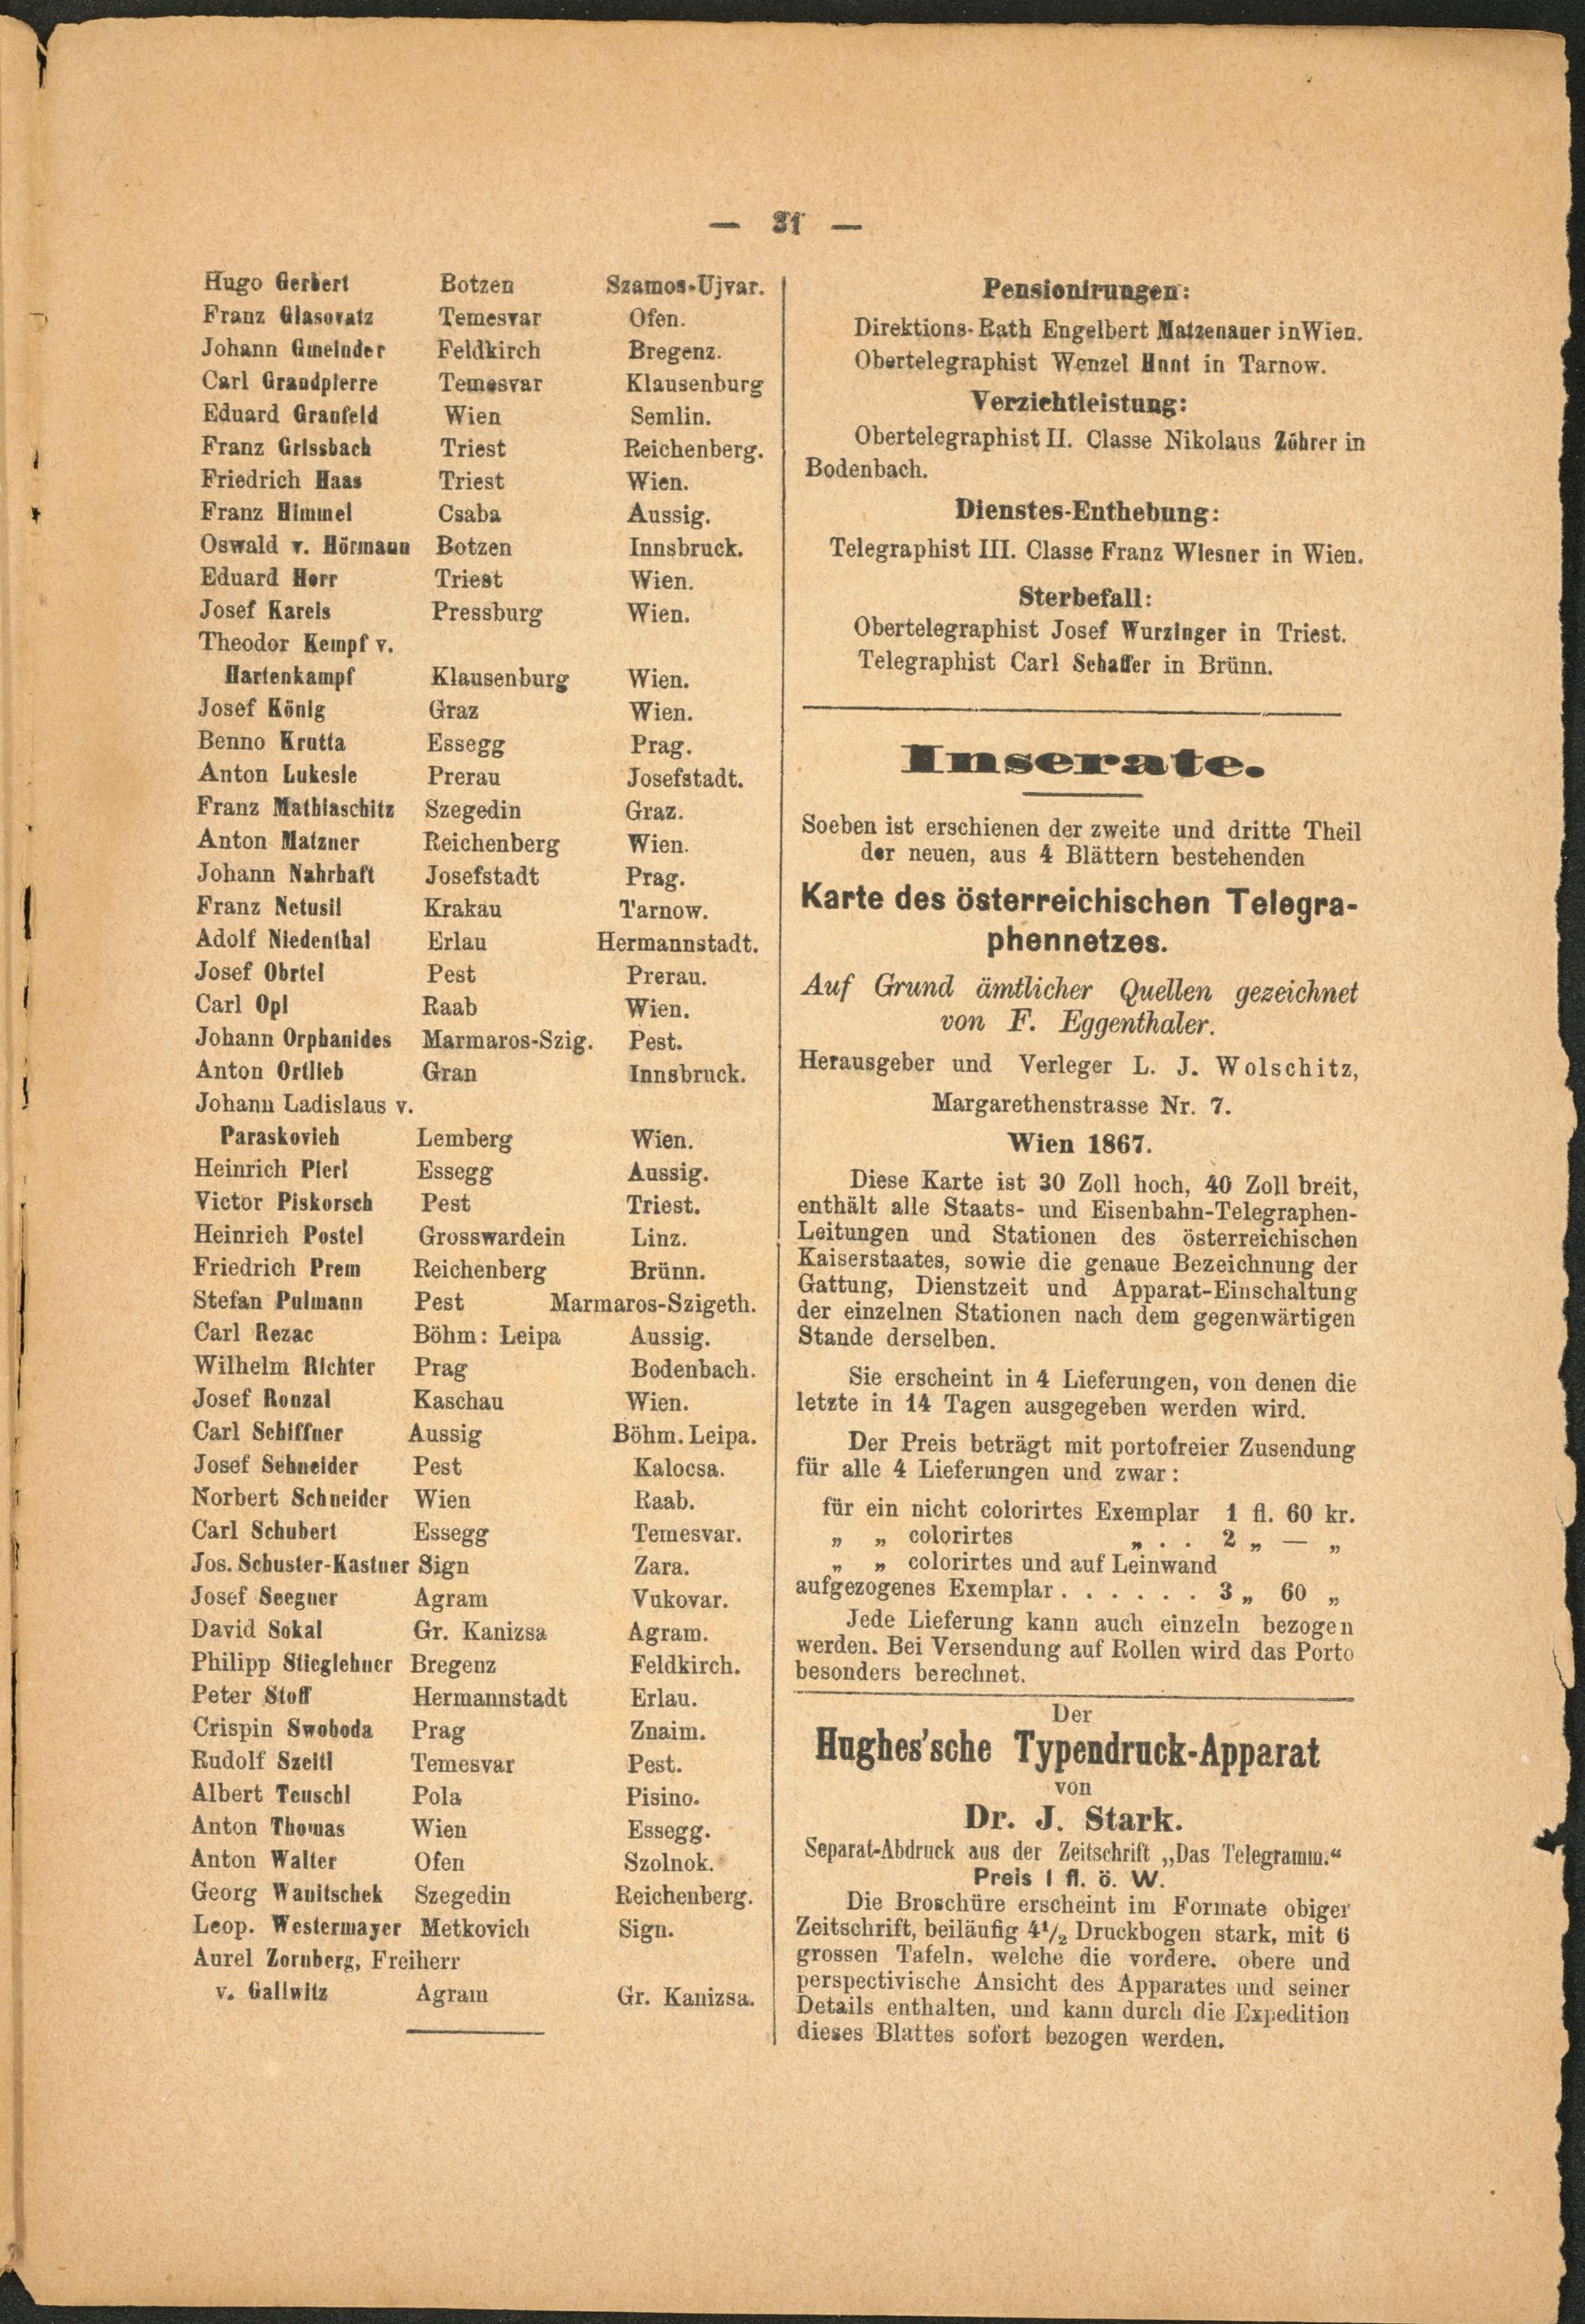 — 31 —
Hugo Gerbert Botzen Szamos-Ujvar.
Franz Glasovatz Temesvar Ofen.
Johann Gmeinder Feldkirch Bregenz.
Carl Grandpierre Temesvar Klausenburg
Eduard Granfeld Wien Semlin.
Franz Grissbach Triest Reichenberg.
Friedrich Haas Triest Wien.
Franz Himmel Csaba Aussig.
Oswald v. Hörmann Botzen Innsbruck.
Eduard Horr Triest Wien.
Josef Karels Pressburg Wien.
Theodor Kempf v.
Hartenkampf Klausenburg Wien.
Josef König Graz Wien.
Benno Krutta Essegg Prag.
Anton Lukesle Prerau Josefstadt.
Franz Mathiaschitz Szegedin Graz.
Anton Matzner Reichenberg Wien.
Johann Nahrhaft Josefstadt Prag.
Franz Netusil Krakau Tarnow.
Adolf Niedenthal Erlau Hermannstadt.
Josef Obrtel Pest Prerau.
Carl Opl Raab Wien.
Johann Orphanides Marmaros-Szig. Pest.
Anton Ortlieb Gran Innsbruck.
Johann Ladislaus v.
Paraskovich Lemberg Wien.
Heinrich Pierl Essegg Aussig.
Victor Piskorsch Pest Triest.
Heinrich Postel Grosswardein Linz.
Friedrich Prem Reichenberg Brünn.
Stefan Pulmann Pest Marmaros-Szigeth.
Carl Rezac Böhm: Leipa Aussig.
Wilhelm Richter Prag Bodenbach.
Josef Ronzal Kaschau Wien.
Carl Schiffner Aussig Böhm. Leipa.
Josef Schneider Pest Kalocsa.
Norbert Schneider Wien Raab.
Carl Schubert Essegg Temesvar.
Jos. Schuster-Kastner Sign Zara.
Josef Seegner Agram Vukovar.
David Sokal Gr. Kanizsa Agram.
Philipp Stieglehner Bregenz Feldkirch.
Peter Stoff Hermannstadt Erlau.
Crispin Swoboda Prag Znaim.
Rudolf Szeitl Temesvar Pest.
Albert Teuschl Pola Pisino.
Anton Thomas Wien Essegg.
Anton Walter Ofen Szolnok.
Georg Wanitschek Szegedin Reichenberg.
Leop. Westermayer Metkovich Sign.
Aurel Zornberg, Freiherr
v. Gallwitz Agram Gr. Kanizsa.
Pensionirungen:
Direktions-Rath Engelbert Matzenauer in Wien.
Obertelegraphist Wenzel Hunt in Tarnow.
Verzichtleistung:
Obertelegraphist II. Classe Nikolaus Zöhrer in
Bodenbach.
Dienstes-Enthebung:
Telegraphist III. Classe Franz Wiesner in Wien.
Sterbefall:
Obertelegraphist Josef Wurzinger in Triest.
Telegraphist Carl Schaffer in Brünn.
Inserate.
Soeben ist erschienen der zweite und dritte Theil
der neuen, aus 4 Blättern bestehenden
Karte des österreichischen Telegra-
phennetzes.
Auf Grund ämtlicher Quellen gezeichnet
von F. Eggenthaler.
Herausgeber und Verleger L. J. Wolschitz,
Margarethenstrasse Nr. 7.
Wien 1867.
Diese Karte ist 30 Zoll hoch, 40 Zoll breit,
enthält alle Staats- und Eisenbahn-Telegraphen-
Leitungen und Stationen des österreichischen
Kaiserstaates, sowie die genaue Bezeichnung der
Gattung, Dienstzeit und Apparat-Einschaltung
der einzelnen Stationen nach dem gegenwärtigen
Stande derselben.
Sie erscheint in 4 Lieferungen, von denen die
letzte in 14 Tagen ausgegeben werden wird.
Der Preis beträgt mit portofreier Zusendung
für alle 4 Lieferungen und zwar:
für ein nicht colorirtes Exemplar 1 fl. 60 kr.
„ „ colorirtes „ . . 2 „ — „
„ „ colorirtes und auf Leinwand
aufgezogenes Exemplar . . . . . . 3 „ 60 „
Jede Lieferung kann auch einzeln bezogen
werden. Bei Versendung auf Rollen wird das Porto
besonders berechnet.
Der
Hughes'sche Typendruck-Apparat
von
Dr. J. Stark.
Separat-Abdruck aus der Zeitschrift „Das Telegramm.“
Preis 1 fl. ö. W.
Die Broschüre erscheint im Formate obiger
Zeitschrift, beiläufig 4½ Druckbogen stark, mit 6
grossen Tafeln, welche die vordere, obere und
perspectivische Ansicht des Apparates und seiner
Details enthalten, und kann durch die Expedition
dieses Blattes sofort bezogen werden.